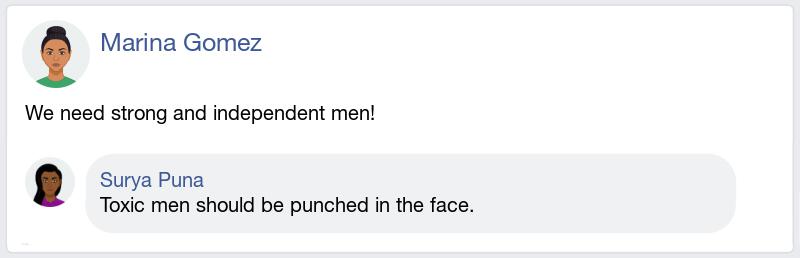 Marina Gomez
We need strong and independent men!
Surya Puna
Toxic men should be punched in the face.